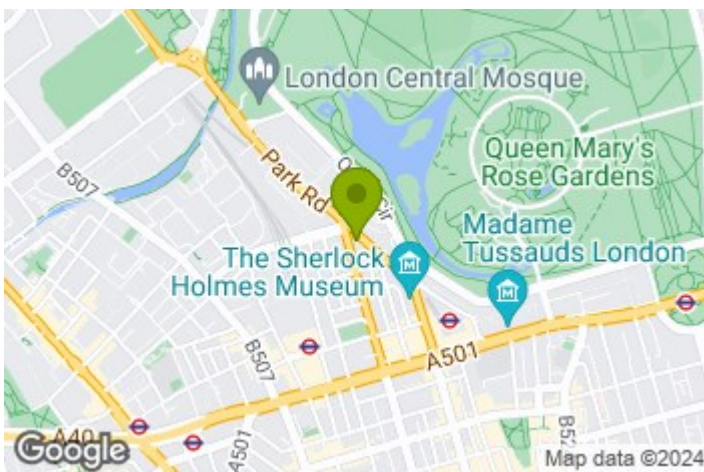 London Central Mosque
Park Rd
B507
Queen Mary's
Rose Gardens
Madame
Tussauds London
The Sherlock
Holmes Museum
A501
B507
A40
A501
Google
Map data ©2024